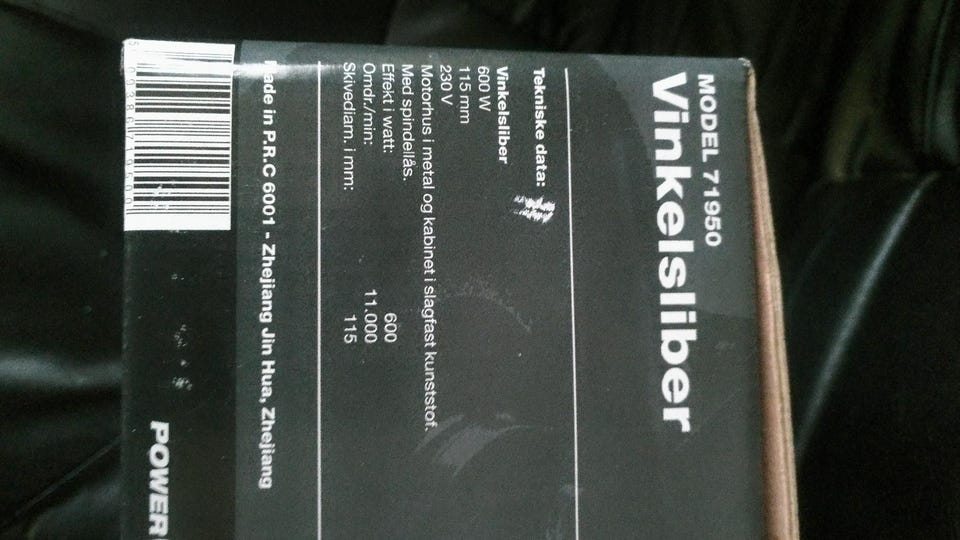 MODEL 71950
Vinkelsliber
Tekniske data:
Vinkelsliber
600 W
115 mm
230 V
Motorhus i metal og kabinet i slagfast kunststof.
Med spindellås.
Effekt i watt: 600
Omdr./min: 11.000
Skivediam. i mm: 115
Made in P.R.C 6001 - Zhejiang Jin Hua, Zhejiang
POWER